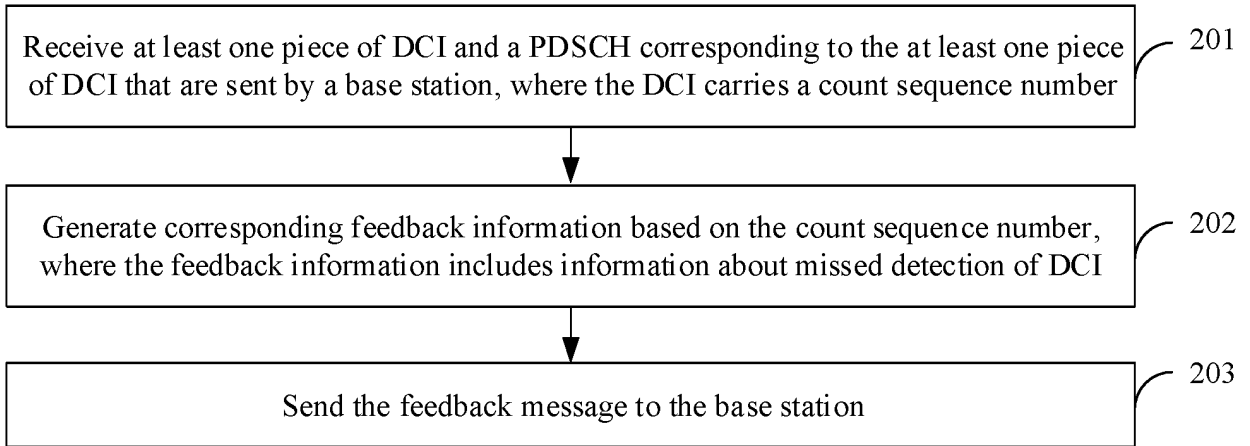 Receive at least one piece of DCI and a PDSCH corresponding to the at least one piece
of DCI that are sent by a base station, where the DCI carries a count sequence number
201
Generate corresponding feedback information based on the count sequence number,
where the feedback information includes information about missed detection of DCI
202
Send the feedback message to the base station
203